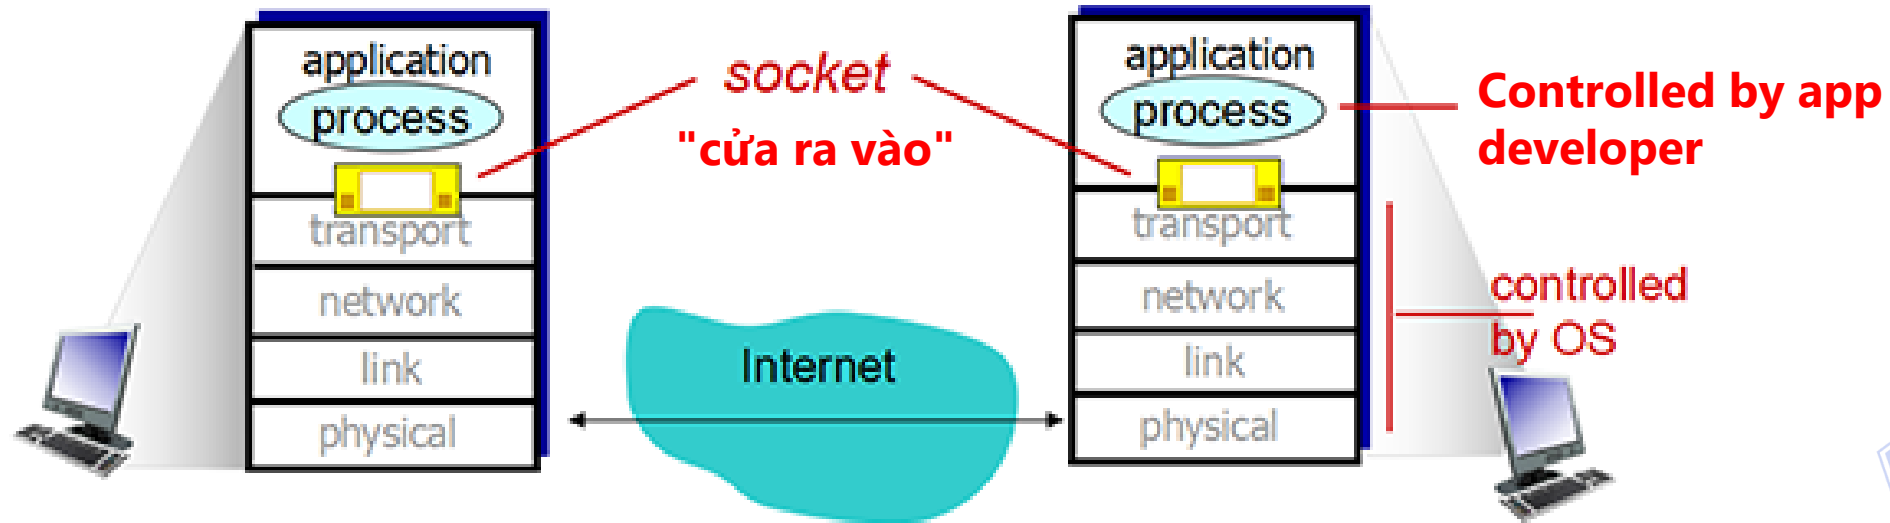 application
process
transport
network
link
physical
socket
"cửa ra vào"
Internet
application
process
transport
network
link
physical
Controlled by app
developer
controlled
by OS